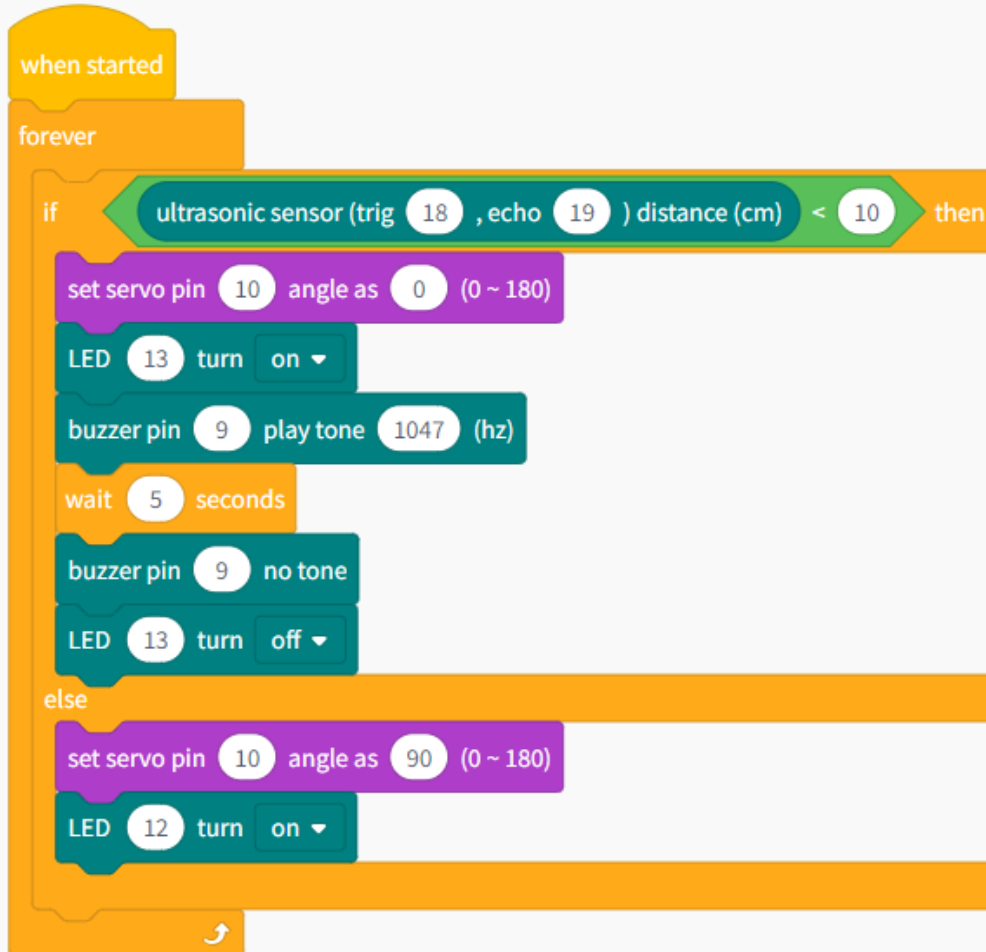 when started
forever
if ultrasonic sensor (trig 18 , echo 19 ) distance (cm) < 10 then
set servo pin 10 angle as 0 (0 ~ 180)
LED 13 turn on
buzzer pin 9 play tone 1047 (hz)
wait 5 seconds
buzzer pin 9 no tone
LED 13 turn off
else
set servo pin 10 angle as 90 (0 ~ 180)
LED 12 turn on